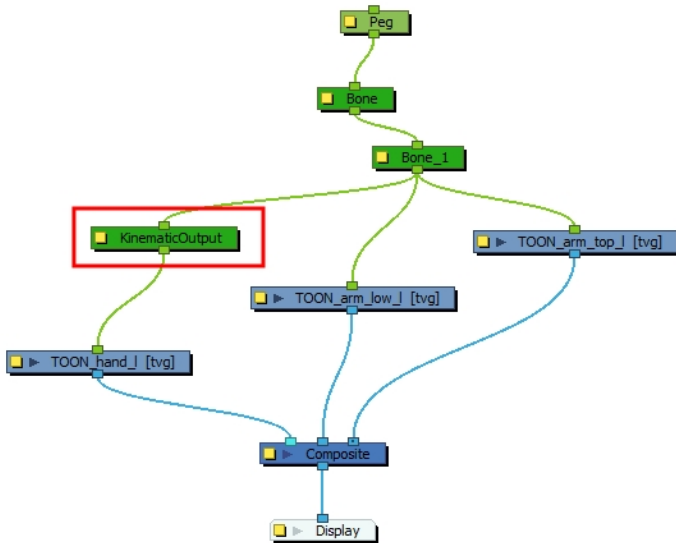 Peg
Bone
Bone_1
KinematicOutput
TOON_arm_top_l [tvg]
TOON_arm_low_l [tvg]
TOON_hand_l [tvg]
Composite
Display